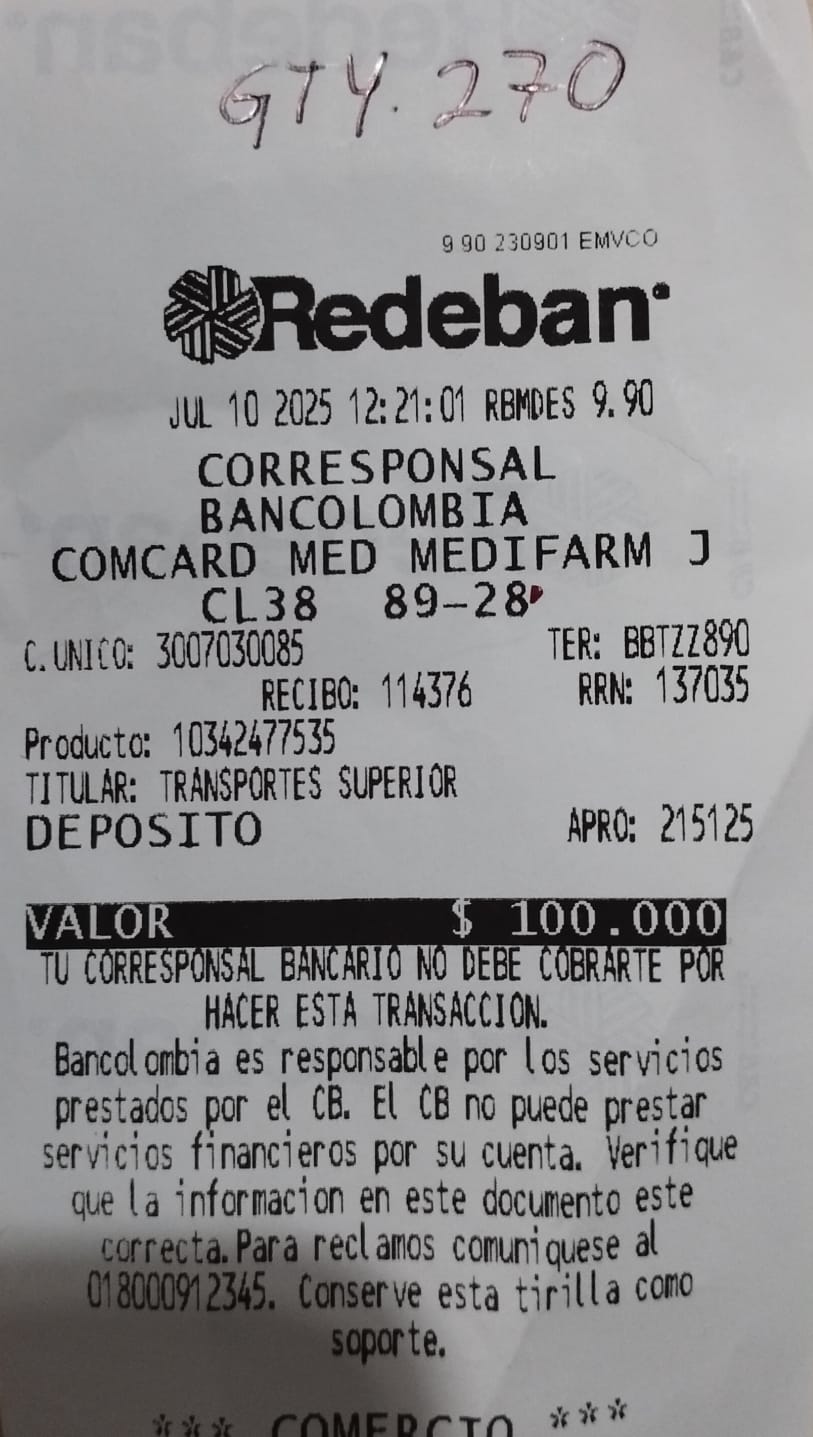 GTY. 270
9 90 230901 EMVCO
Redeban
JUL 10 2025 12:21:01 RBMDES 9.90
CORRESPONSAL
BANCOLOMBIA
COMCARD MED MEDIFARM J
CL38 89-28
C.UNICO: 3007030085 TER: BBTZZ890
RECIBO: 114376 RRN: 137035
Producto: 10342477535
TITULAR: TRANSPORTES SUPERIOR
DEPOSITO APRO: 215125
VALOR $ 100.000
TU CORRESPONSAL BANCARIO NO DEBE COBRARTE POR
HACER ESTA TRANSACCION.
Bancolombia es responsable por los servicios
prestados por el CB. El CB no puede prestar
servicios financieros por su cuenta. Verifique
que la informacion en este documento este
correcta.Para reclamos comuniquese al
018000912345. Conserve esta tirilla como
soporte.
*** COMERCIO ***